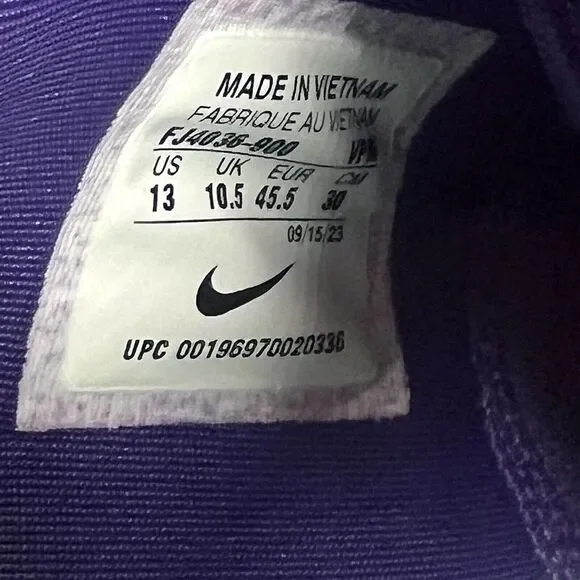 MADE IN VIETNAM
FABRIQUE AU VIETNAM
FJ4036-900
US UK EUR CM
13 10.5 45.5 30
09/15/23
UPC 00196970020336